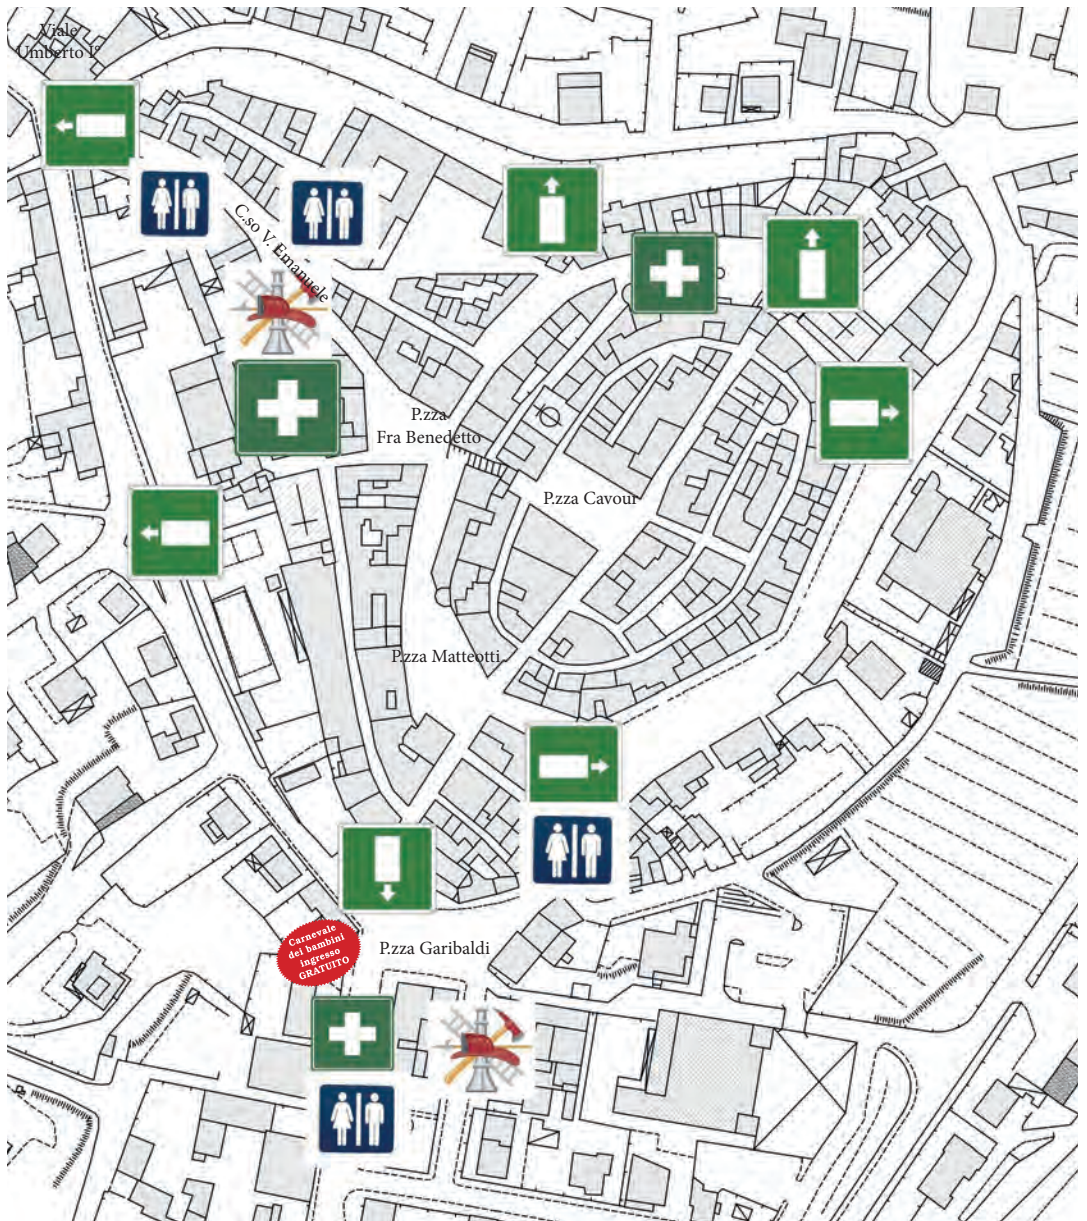 Viale
Umberto I°
C.so V. Emanuele
P.zza
Fra Benedetto
P.zza Cavour
P.zza Matteotti
Carnevale
dei bambini
ingresso
GRATUITO
P.zza Garibaldi